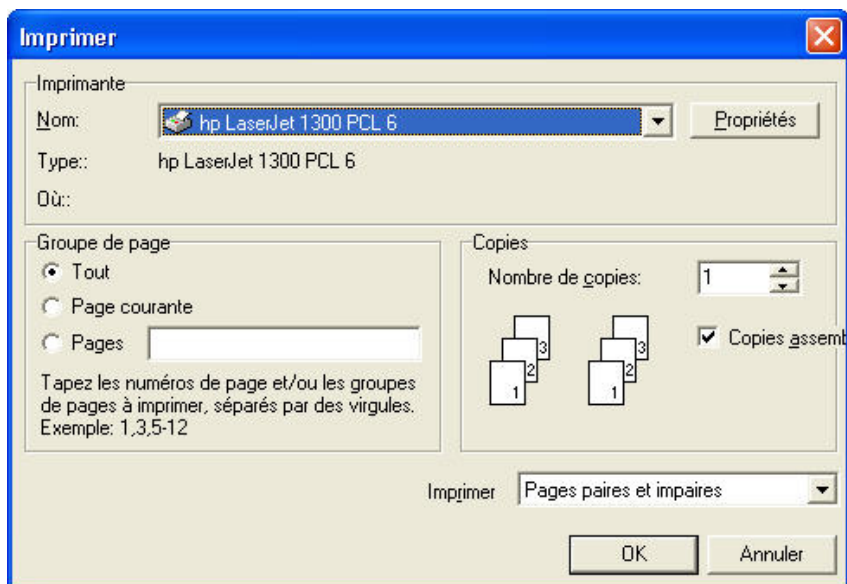 Imprimer
Imprimante
Nom: hp LaserJet 1300 PCL 6 Propriétés
Type:: hp LaserJet 1300 PCL 6
Où::
Groupe de page
Tout
Page courante
Pages
Tapez les numéros de page et/ou les groupes
de pages à imprimer, séparés par des virgules.
Exemple: 1,3,5-12
Copies
Nombre de copies: 1
1 2 3 1 2 3
Copies assemb
Imprimer Pages paires et impaires
OK Annuler